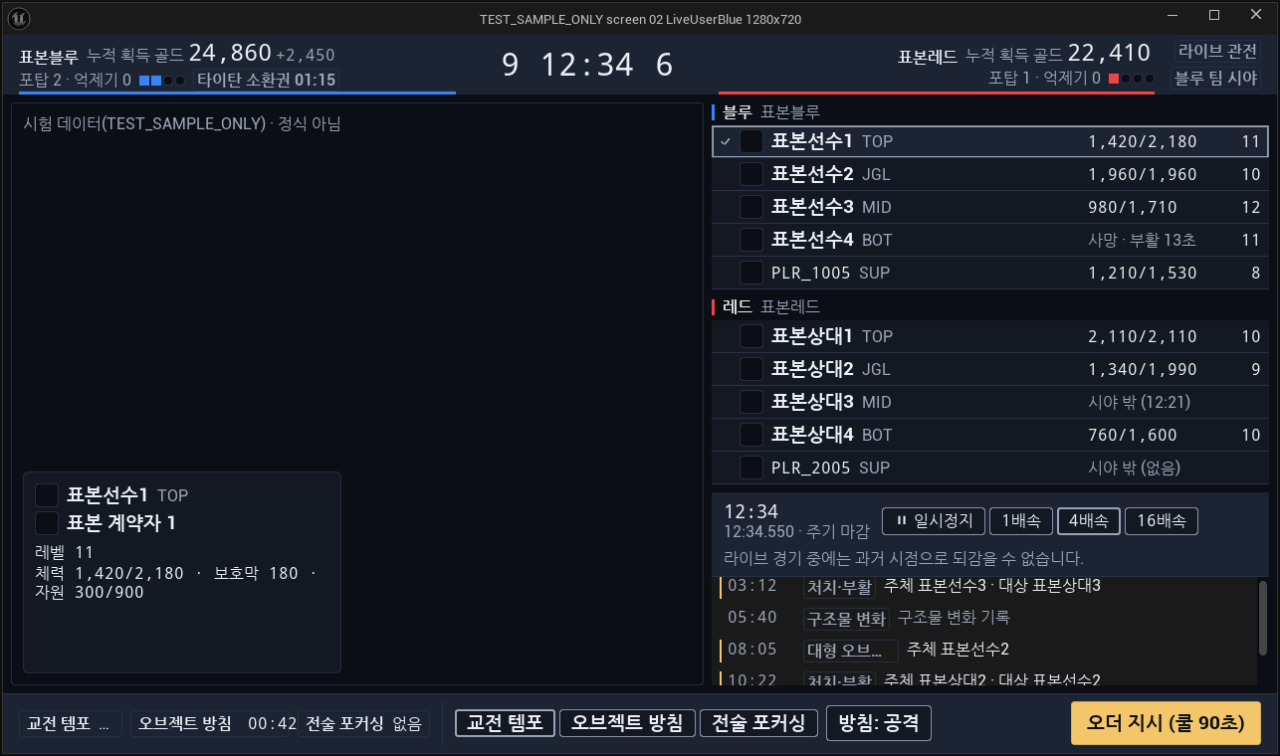 TEST_SAMPLE_ONLY screen 02 LiveUserBlue 1280x720
표본블루 누적 획득 골드 24,860 +2,450
포탑 2 · 억제기 0 타이탄 소환권 01:15
9 12:34 6
표본레드 누적 획득 골드 22,410
포탑 1 · 억제기 0
라이브 관전
블루 팀 시야
시험 데이터(TEST_SAMPLE_ONLY) · 정식 아님
블루 표본블루
표본선수1 TOP 1,420/2,180 11
표본선수2 JGL 1,960/1,960 10
표본선수3 MID 980/1,710 12
표본선수4 BOT 사망 · 부활 13초 11
PLR_1005 SUP 1,210/1,530 8
레드 표본레드
표본상대1 TOP 2,110/2,110 10
표본상대2 JGL 1,340/1,990 9
표본상대3 MID 시야 밖 (12:21)
표본상대4 BOT 760/1,600 10
PLR_2005 SUP 시야 밖 (없음)
표본선수1 TOP
표본 계약자 1
레벨 11
체력 1,420/2,180 · 보호막 180 ·
자원 300/900
12:34
12:34.550 · 주기 마감
일시정지 1배속 4배속 16배속
라이브 경기 중에는 과거 시점으로 되감을 수 없습니다.
03:12 처치·부활 주체 표본선수3 · 대상 표본상대3
05:40 구조물 변화 구조물 변화 기록
08:05 대형 오브... 주체 표본선수2
10:22 처치·부활 주체 표본상대2 · 대상 표본선수2
교전 템포 ... 오브젝트 방침 00:42 전술 포커싱 없음
교전 템포 오브젝트 방침 전술 포커싱 방침: 공격
오더 지시 (쿨 90초)